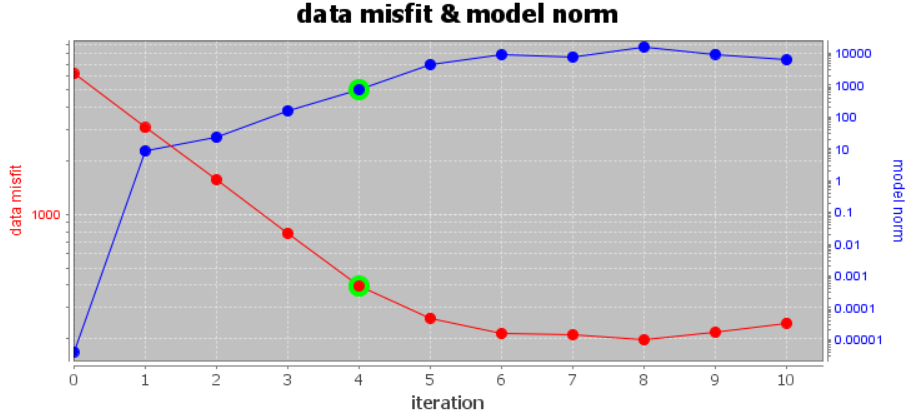 data misfit & model norm
data misfit
1000
10000
1000
100
10
1
0.1
0.01
0.001
0.0001
0.00001
model norm
0 1 2 3 4 5 6 7 8 9 10
iteration